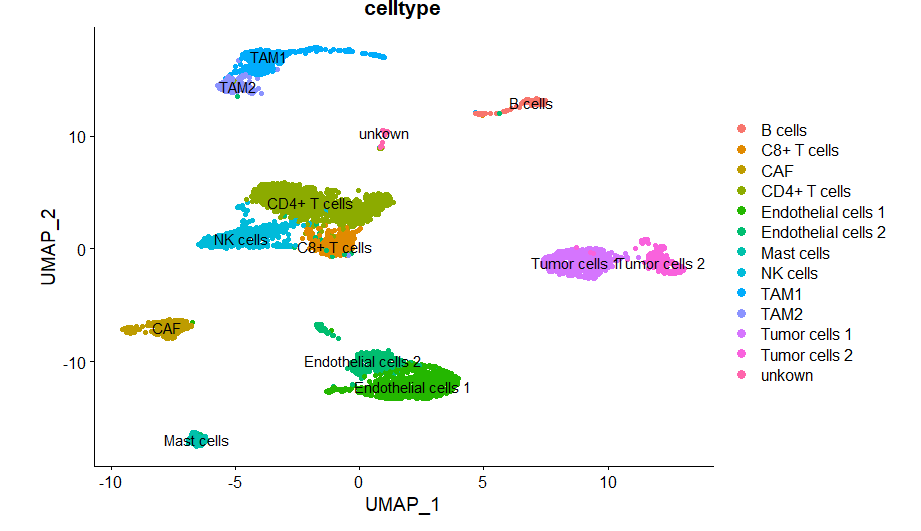 celltype
TAM1
TAM2
B cells
unkown
CD4+ T cells
NK cells
C8+ T cells
Tumor cells 1
Tumor cells 2
CAF
Endothelial cells 2
Endothelial cells 1
Mast cells
10
0
-10
UMAP_2
-10
-5
0
5
10
UMAP_1
B cells
C8+ T cells
CAF
CD4+ T cells
Endothelial cells 1
Endothelial cells 2
Mast cells
NK cells
TAM1
TAM2
Tumor cells 1
Tumor cells 2
unkown